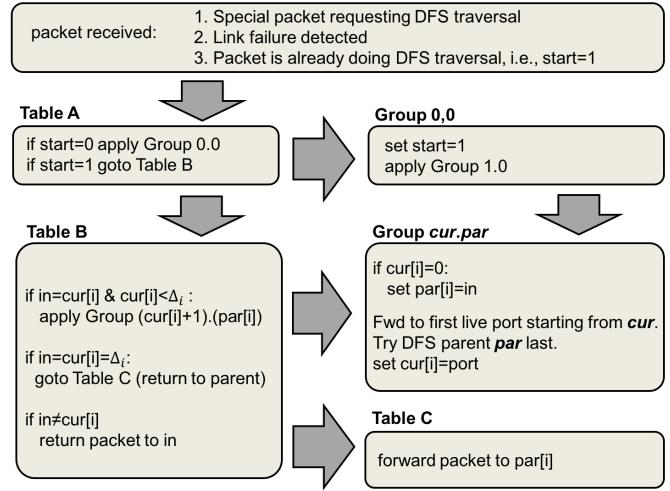 packet received:
1. Special packet requesting DFS traversal
2. Link failure detected
3. Packet is already doing DFS traversal, i.e., start=1
Table A
if start=0 apply Group 0.0
if start=1 goto Table B
Group 0,0
set start=1
apply Group 1.0
Table B
if in=cur[i] & cur[i]<Δᵢ :
apply Group (cur[i]+1).(par[i])
if in=cur[i]=Δᵢ:
goto Table C (return to parent)
if in≠cur[i]
return packet to in
Group cur.par
if cur[i]=0:
set par[i]=in
Fwd to first live port starting from cur.
Try DFS parent par last.
set cur[i]=port
Table C
forward packet to par[i]